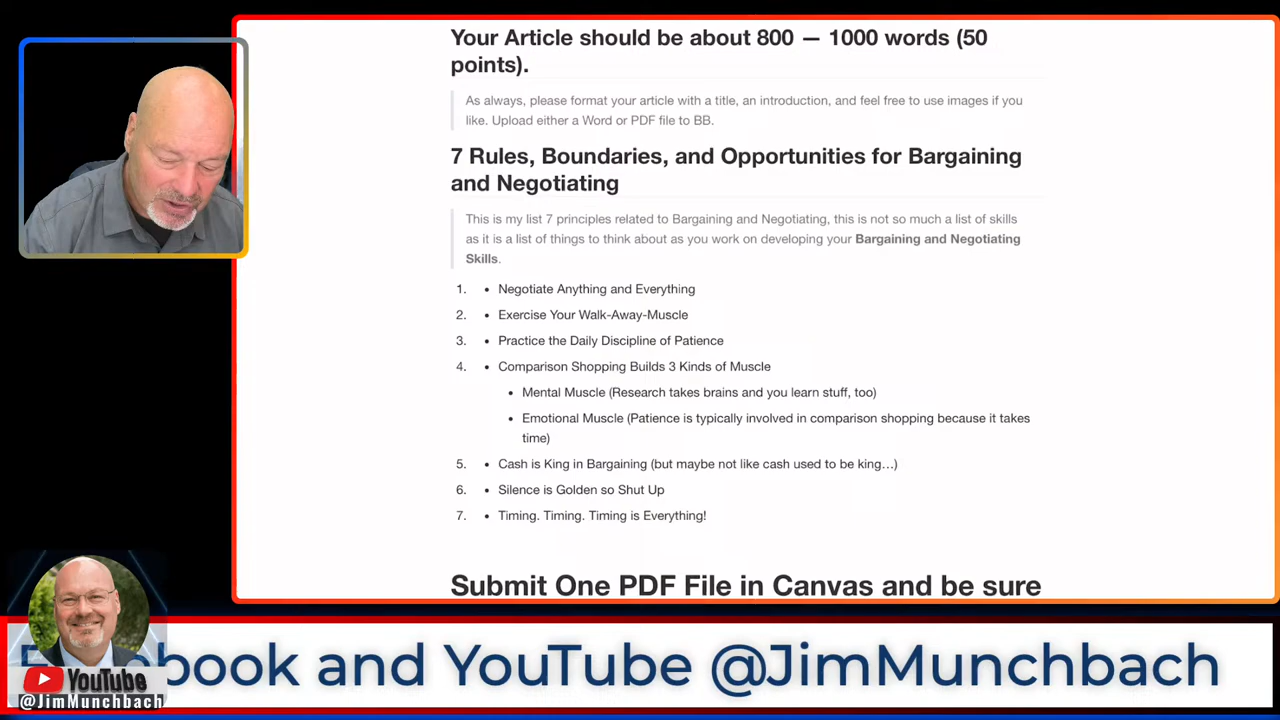 Your Article should be about 800 — 1000 words (50
points).
As always, please format your article with a title, an introduction, and feel free to use images if you
like. Upload either a Word or PDF file to BB.
7 Rules, Boundaries, and Opportunities for Bargaining
and Negotiating
This is my list 7 principles related to Bargaining and Negotiating, this is not so much a list of skills
as it is a list of things to think about as you work on developing your Bargaining and Negotiating
Skills.
1. • Negotiate Anything and Everything
2. • Exercise Your Walk-Away-Muscle
3. • Practice the Daily Discipline of Patience
4. • Comparison Shopping Builds 3 Kinds of Muscle
• Mental Muscle (Research takes brains and you learn stuff, too)
• Emotional Muscle (Patience is typically involved in comparison shopping because it takes
time)
5. • Cash is King in Bargaining (but maybe not like cash used to be king…)
6. • Silence is Golden so Shut Up
7. • Timing. Timing. Timing is Everything!
Submit One PDF File in Canvas and be sure
book and YouTube @JimMunchbach
YouTube
@JimMunchbach